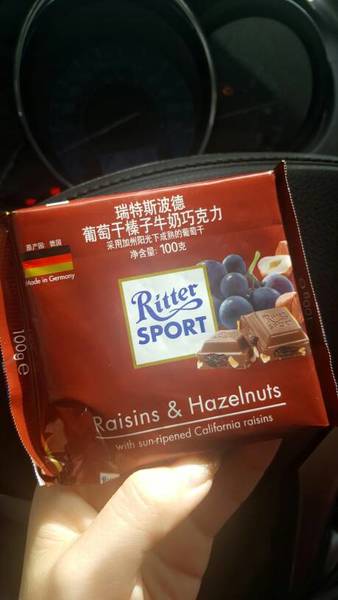 瑞特斯波德
葡萄干榛子牛奶巧克力
采用加州阳光下成熟的葡萄干
净含量: 100克
原产国: 德国
Made in Germany
Ritter
SPORT
100g e
100g e
Raisins & Hazelnuts
with sun-ripened California raisins